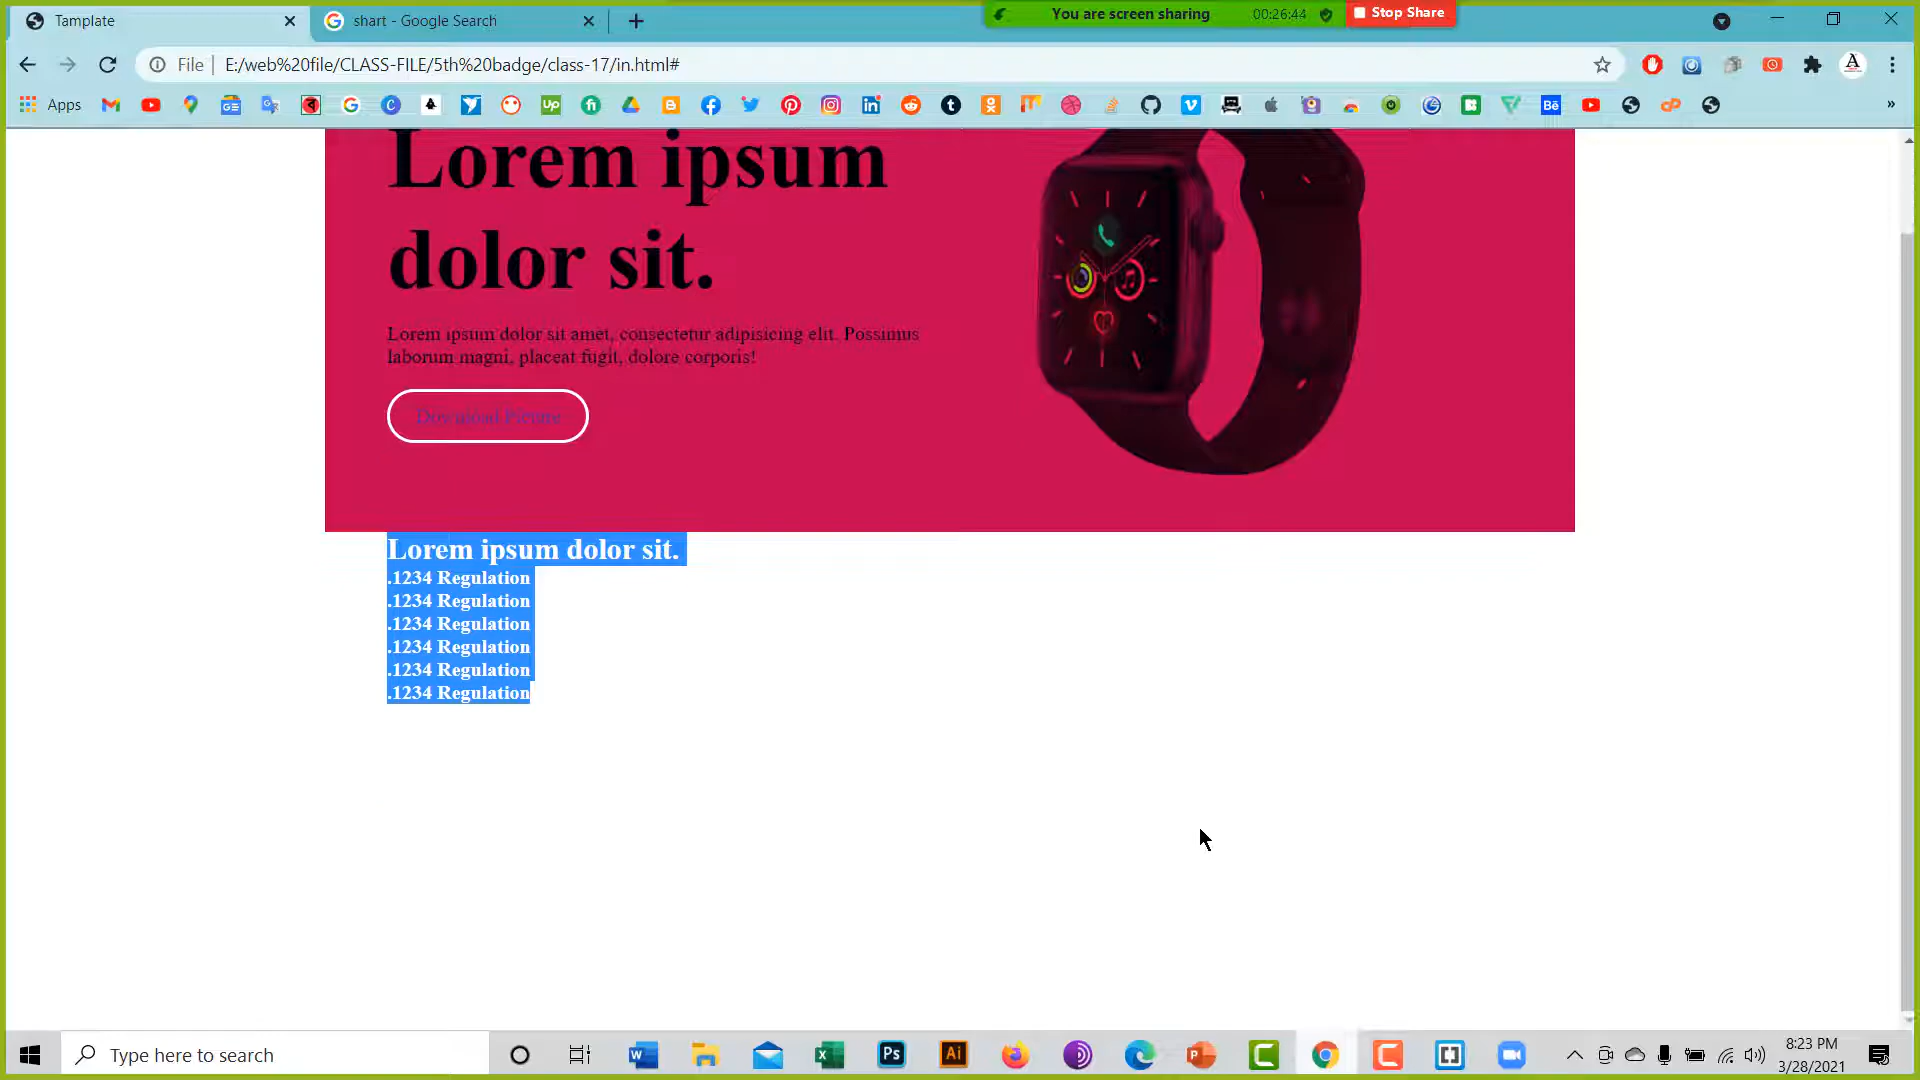 Tamplate
shart - Google Search
You are screen sharing
00:26:44
Stop Share
File
E:/web%20file/CLASS-FILE/5th%20badge/class-17/in.html#
Apps
Lorem ipsum
dolor sit.
Lorem ipsum dolor sit amet, consectetur adipisicing elit. Possimus
laborum magni, placeat fugit, dolore corporis!
Download Picture
Lorem ipsum dolor sit.
.1234 Regulation
.1234 Regulation
.1234 Regulation
.1234 Regulation
.1234 Regulation
.1234 Regulation
Type here to search
8:23 PM
3/28/2021